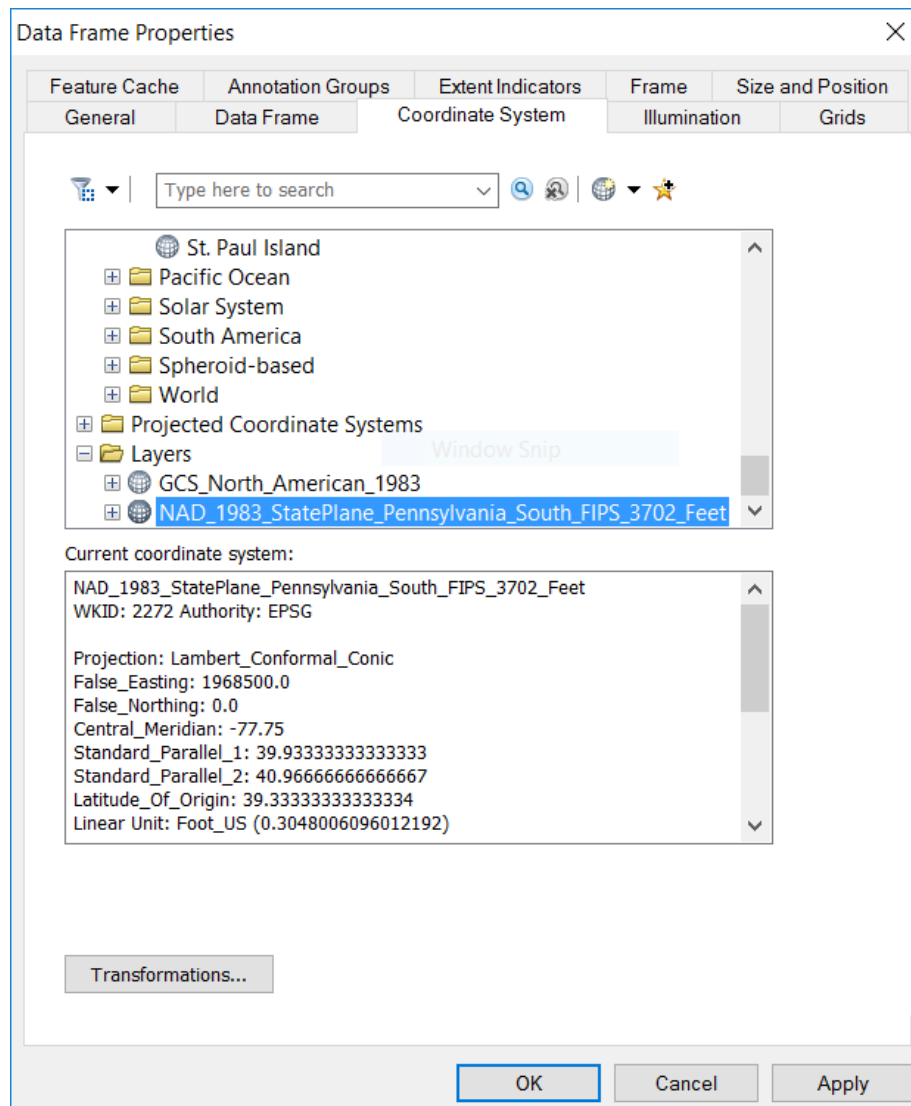 Data Frame Properties
Feature Cache Annotation Groups Extent Indicators Frame Size and Position
General Data Frame Coordinate System Illumination Grids
Type here to search
St. Paul Island
Pacific Ocean
Solar System
South America
Spheroid-based
World
Projected Coordinate Systems
Window Snip
Layers
GCS_North_American_1983
NAD_1983_StatePlane_Pennsylvania_South_FIPS_3702_Feet
Current coordinate system:
NAD_1983_StatePlane_Pennsylvania_South_FIPS_3702_Feet
WKID: 2272 Authority: EPSG
Projection: Lambert_Conformal_Conic
False_Easting: 1968500.0
False_Northing: 0.0
Central_Meridian: -77.75
Standard_Parallel_1: 39.93333333333333
Standard_Parallel_2: 40.96666666666667
Latitude_Of_Origin: 39.33333333333334
Linear Unit: Foot_US (0.3048006096012192)
Transformations...
OK Cancel Apply